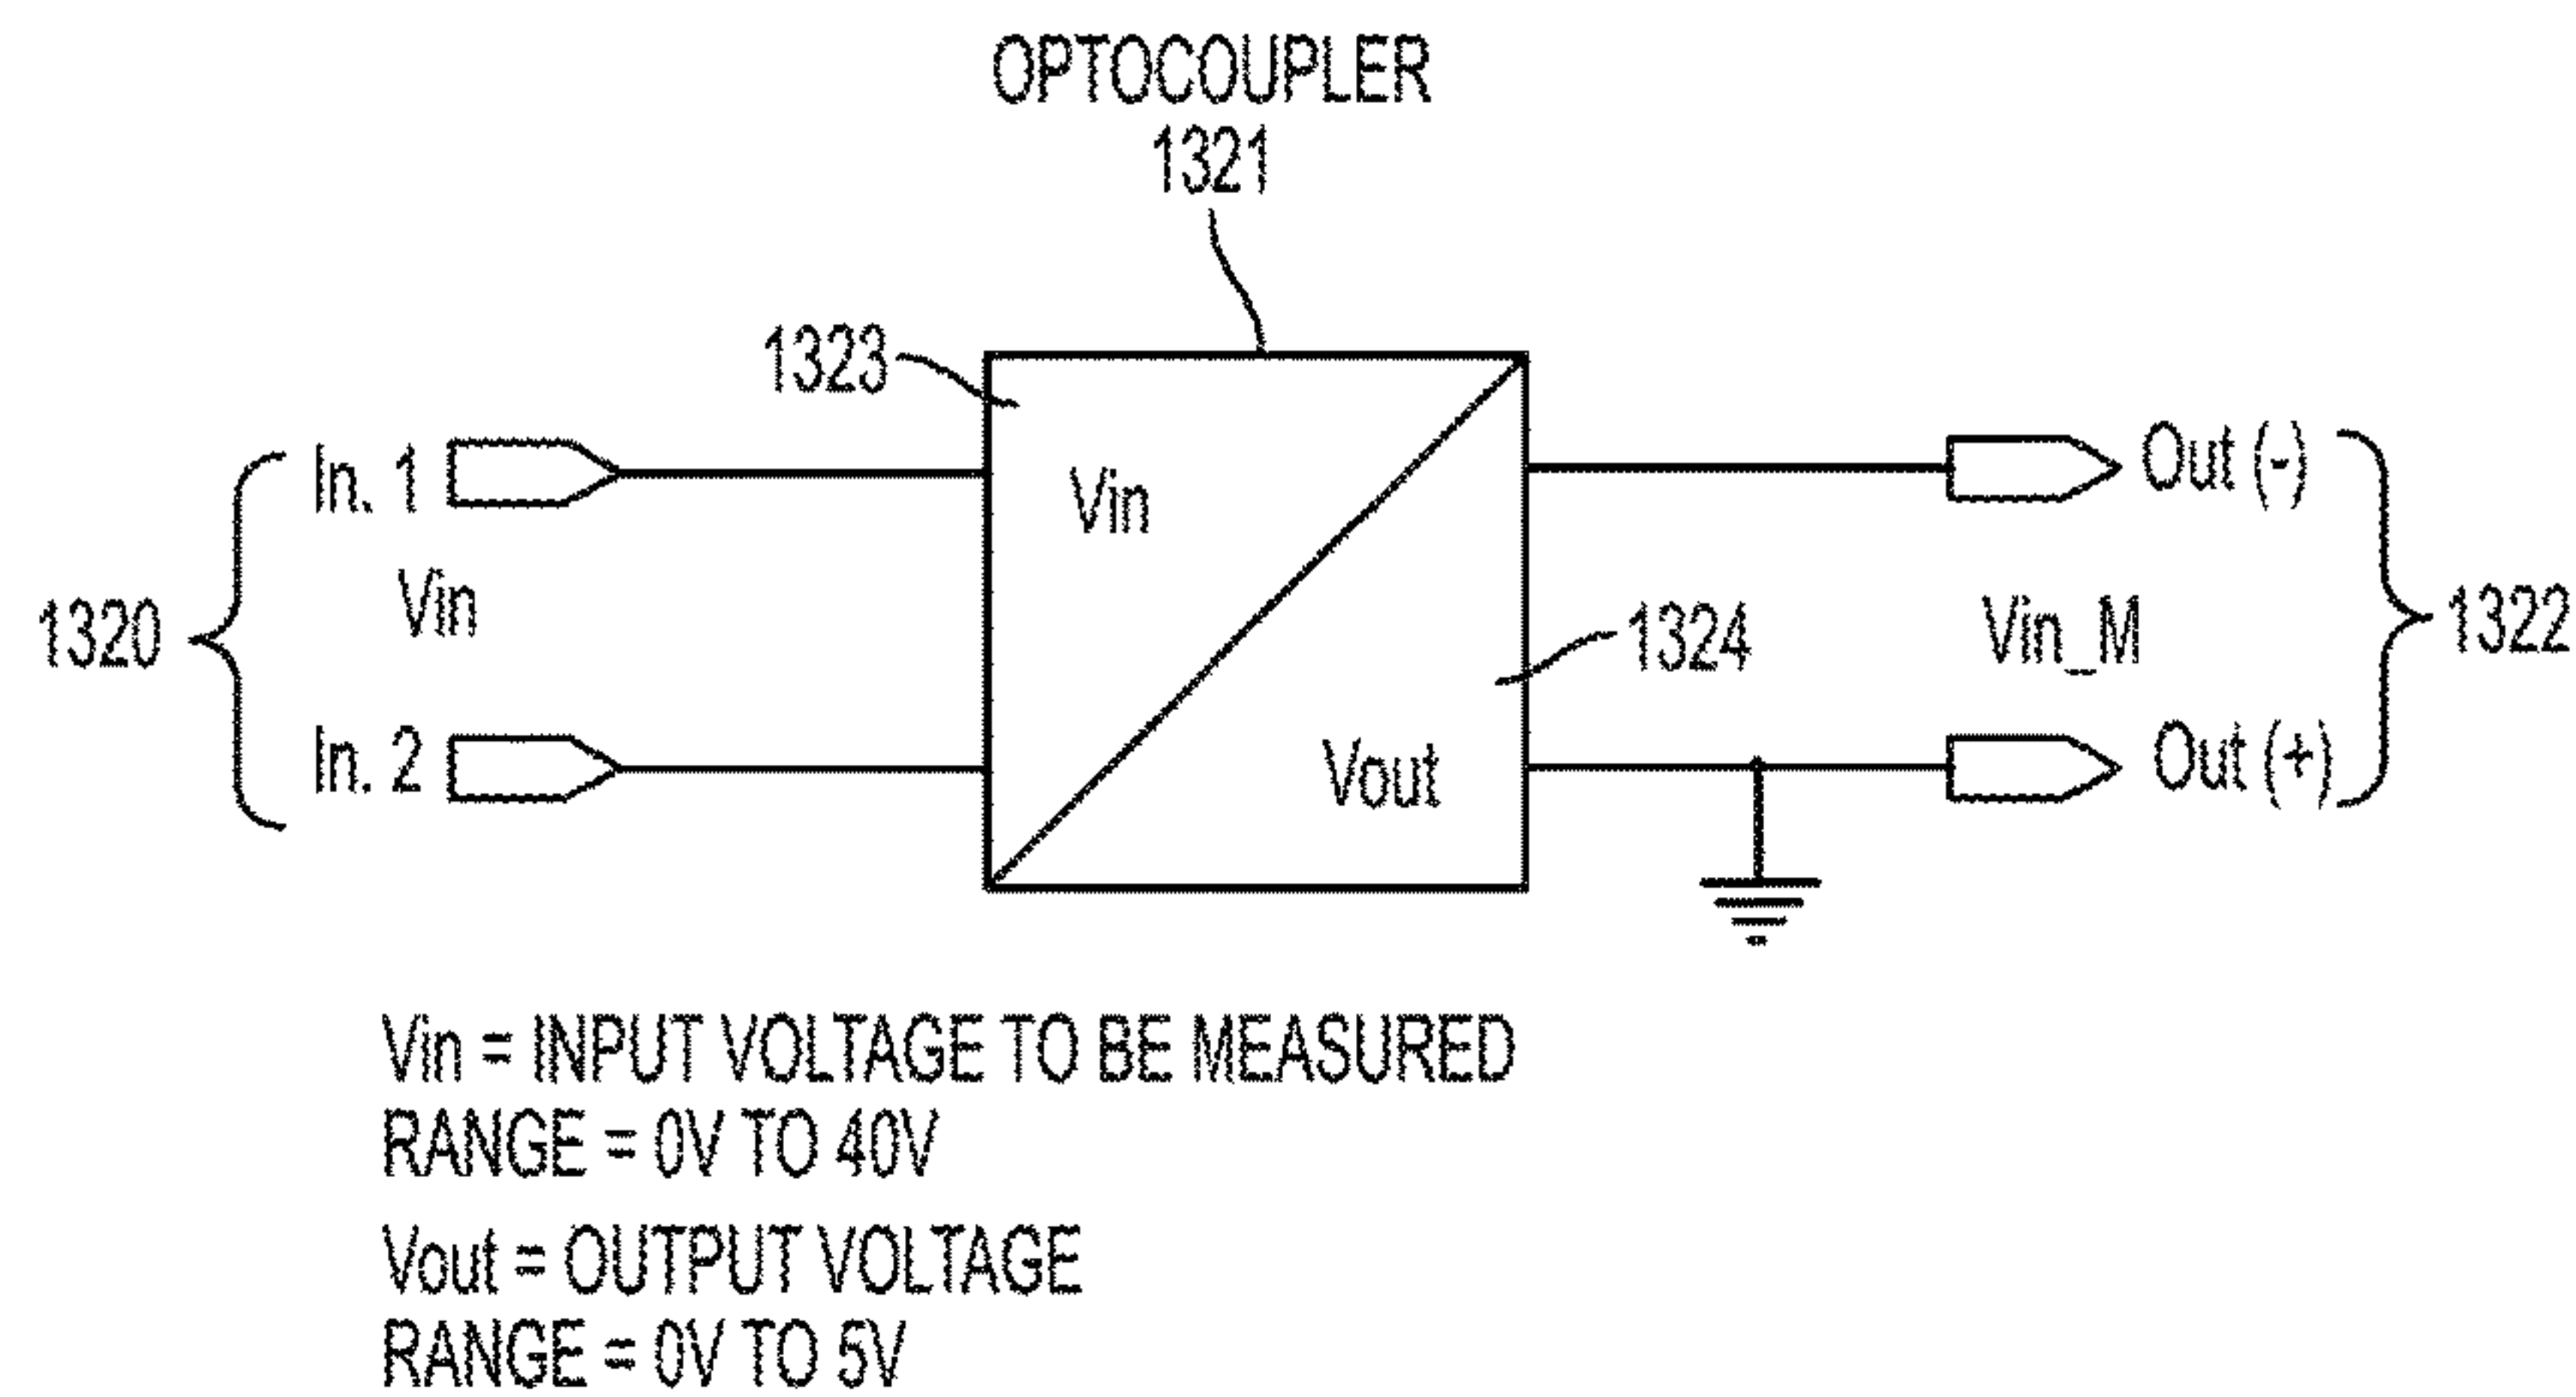 OPTOCOUPLER
1321
1323
In. 1
Vin
Out (-)
1320
Vin
1324
Vin_M
1322
In. 2
Vout
Out (+)
Vin = INPUT VOLTAGE TO BE MEASURED
RANGE = 0V TO 40V
Vout = OUTPUT VOLTAGE
RANGE = 0V TO 5V